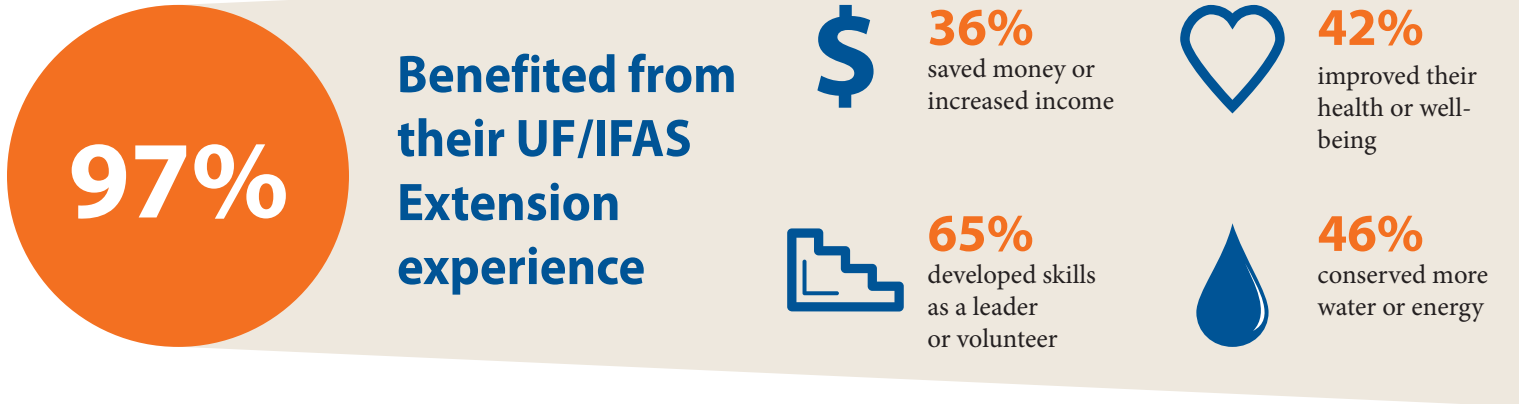 97%
Benefited from
their UF/IFAS
Extension
experience
$
36%
saved money or
increased income
42%
improved their
health or well-
being
65%
developed skills
as a leader
or volunteer
46%
conserved more
water or energy